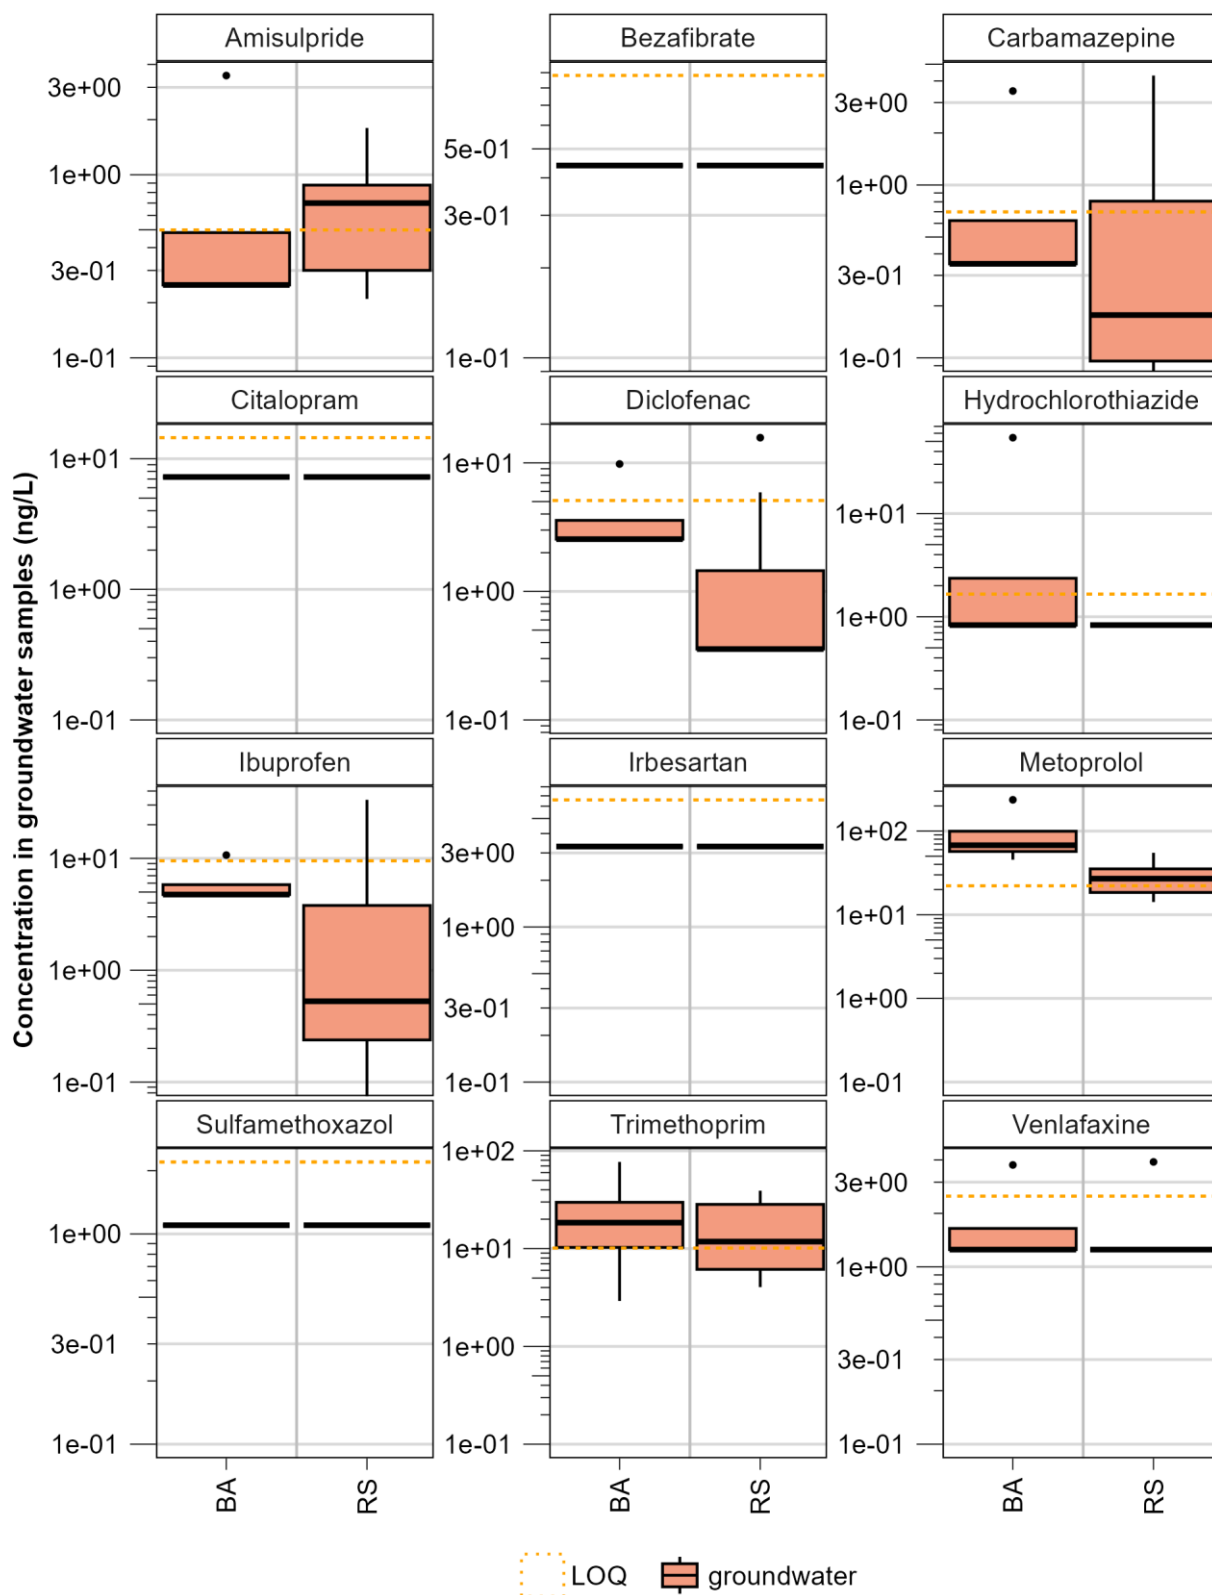 Amisulpride
Bezafibrate
Carbamazepine
3e+00
1e+00
3e-01
1e-01
5e-01
3e-01
1e-01
3e+00
1e+00
3e-01
1e-01
Citalopram
Diclofenac
Hydrochlorothiazide
1e+01
1e+00
1e-01
1e+01
1e+00
1e-01
1e+01
1e+00
1e-01
Concentration in groundwater samples (ng/L)
Ibuprofen
Irbesartan
Metoprolol
1e+01
1e+00
1e-01
3e+00
1e+00
3e-01
1e-01
1e+02
1e+01
1e+00
1e-01
Sulfamethoxazol
Trimethoprim
Venlafaxine
1e+00
3e-01
1e-01
1e+02
1e+01
1e+00
1e-01
3e+00
1e+00
3e-01
1e-01
BA
RS
BA
RS
BA
RS
LOQ
groundwater